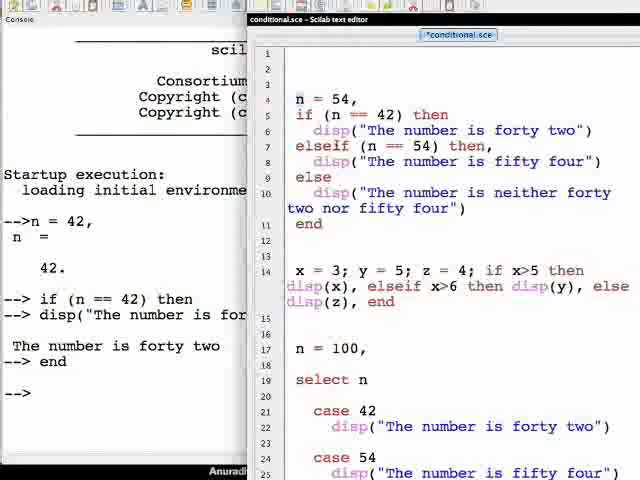 Console
scil
Consortium
Copyright (c
Copyright (c
Startup execution:
loading initial environme
-->n = 42,
n =
42.
--> if (n == 42) then
--> disp("The number is for
The number is forty two
--> end
-->
Anuradh
conditional.sce - Scilab text editor
*conditional.sce
1
2
3
4 n = 54,
5 if (n == 42) then
6 disp("The number is forty two")
7 elseif (n == 54) then,
8 disp("The number is fifty four")
9 else
10 disp("The number is neither forty
two nor fifty four")
11 end
12
13
14 x = 3; y = 5; z = 4; if x>5 then
disp(x), elseif x>6 then disp(y), else
disp(z), end
15
16
17 n = 100,
18
19 select n
20
21 case 42
22 disp("The number is forty two")
23
24 case 54
25 disp("The number is fifty four")